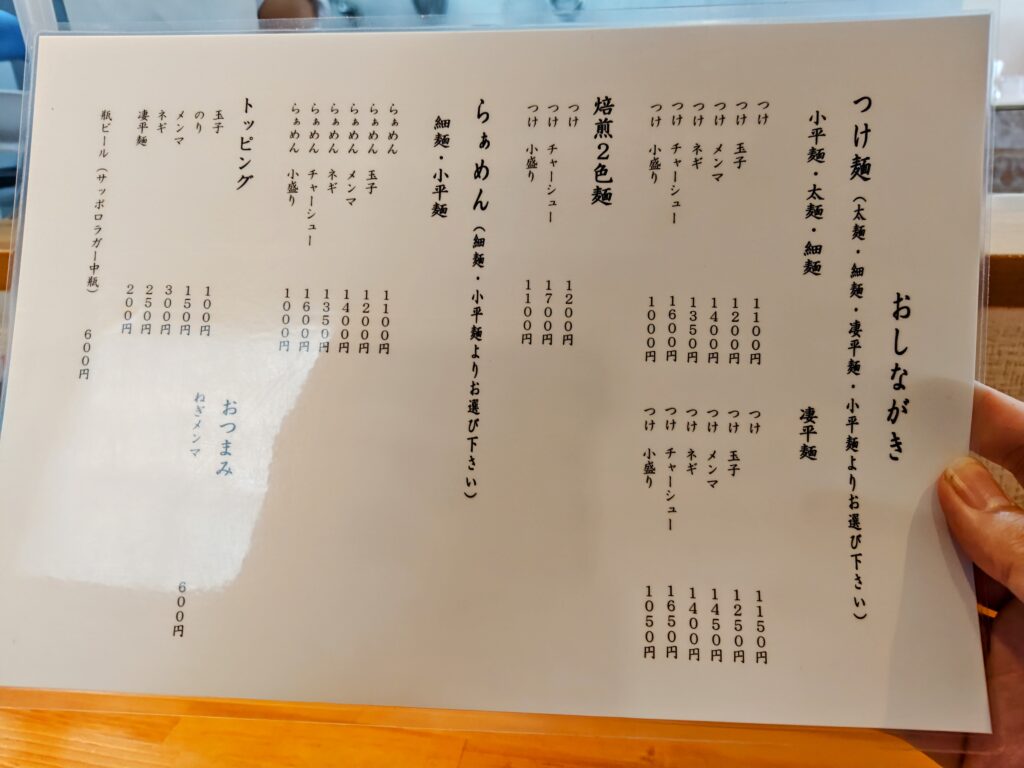 おしながき
つけ麺（太麺・細麺・凄平麺・小平麺よりお選び下さい）
小平麺・太麺・細麺
つけ 1100円
つけ 玉子 1200円
つけ メンマ 1400円
つけ ネギ 1350円
つけ チャーシュー 1600円
つけ 小盛り 1000円
凄平麺
つけ 1150円
つけ 玉子 1250円
つけ メンマ 1450円
つけ ネギ 1400円
つけ チャーシュー 1650円
つけ 小盛り 1050円
焙煎2色麺
つけ 1200円
つけ チャーシュー 1700円
つけ 小盛り 1100円
らぁめん（細麺・小平麺よりお選び下さい）
細麺・小平麺
らぁめん 1100円
らぁめん 玉子 1200円
らぁめん メンマ 1400円
らぁめん ネギ 1350円
らぁめん チャーシュー 1600円
らぁめん 小盛り 1000円
トッピング
玉子 100円
のり 150円
メンマ 300円
ネギ 250円
凄平麺 200円
瓶ビール（サッポロラガー中瓶） 600円
おつまみ
ねぎメンマ 600円